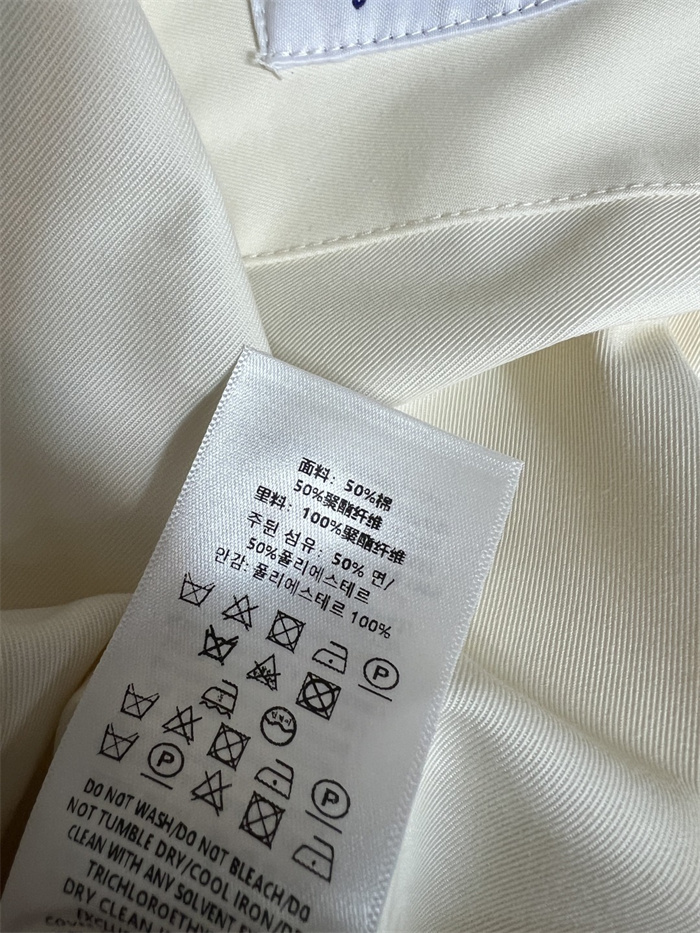 面料: 50%棉
50%聚酯纤维
里料: 100%聚酯纤维
주된 섬유: 50% 면/
50%폴리에스테르
안감: 폴리에스테르 100%
P
P
P
DO NOT WASH/DO NOT BLEACH/DO
NOT TUMBLE DRY/COOL IRON/DO
CLEAN WITH ANY SOLVENT
TRICHLOROETHY
DRY CLEAN